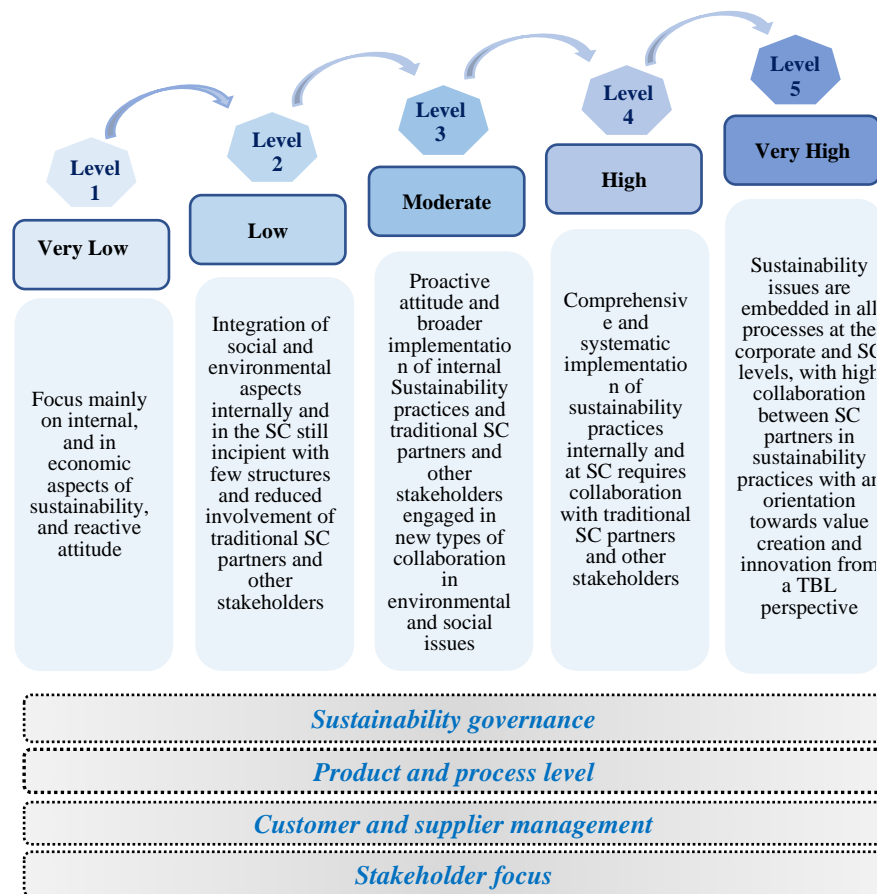 Level
1
Very Low
Focus mainly
on internal,
and in
economic
aspects of
sustainability,
and reactive
attitude
Level
2
Low
Integration of
social and
environmental
aspects
internally and
in the SC still
incipient with
few structures
and reduced
involvement of
traditional SC
partners and
other
stakeholders
Level
3
Moderate
Proactive
attitude and
broader
implementatio
n of internal
Sustainability
practices and
traditional SC
partners and
other
stakeholders
engaged in
new types of
collaboration
in
environmental
and social
issues
Level
4
High
Comprehensiv
e and
systematic
implementatio
n of
sustainability
practices
internally and
at SC requires
collaboration
with traditional
SC partners
and other
stakeholders
Level
5
Very High
Sustainability
issues are
embedded in all
processes at the
corporate and SC
levels, with high
collaboration
between SC
partners in
sustainability
practices with an
orientation
towards value
creation and
innovation from
a TBL
perspective
Sustainability governance
Product and process level
Customer and supplier management
Stakeholder focus